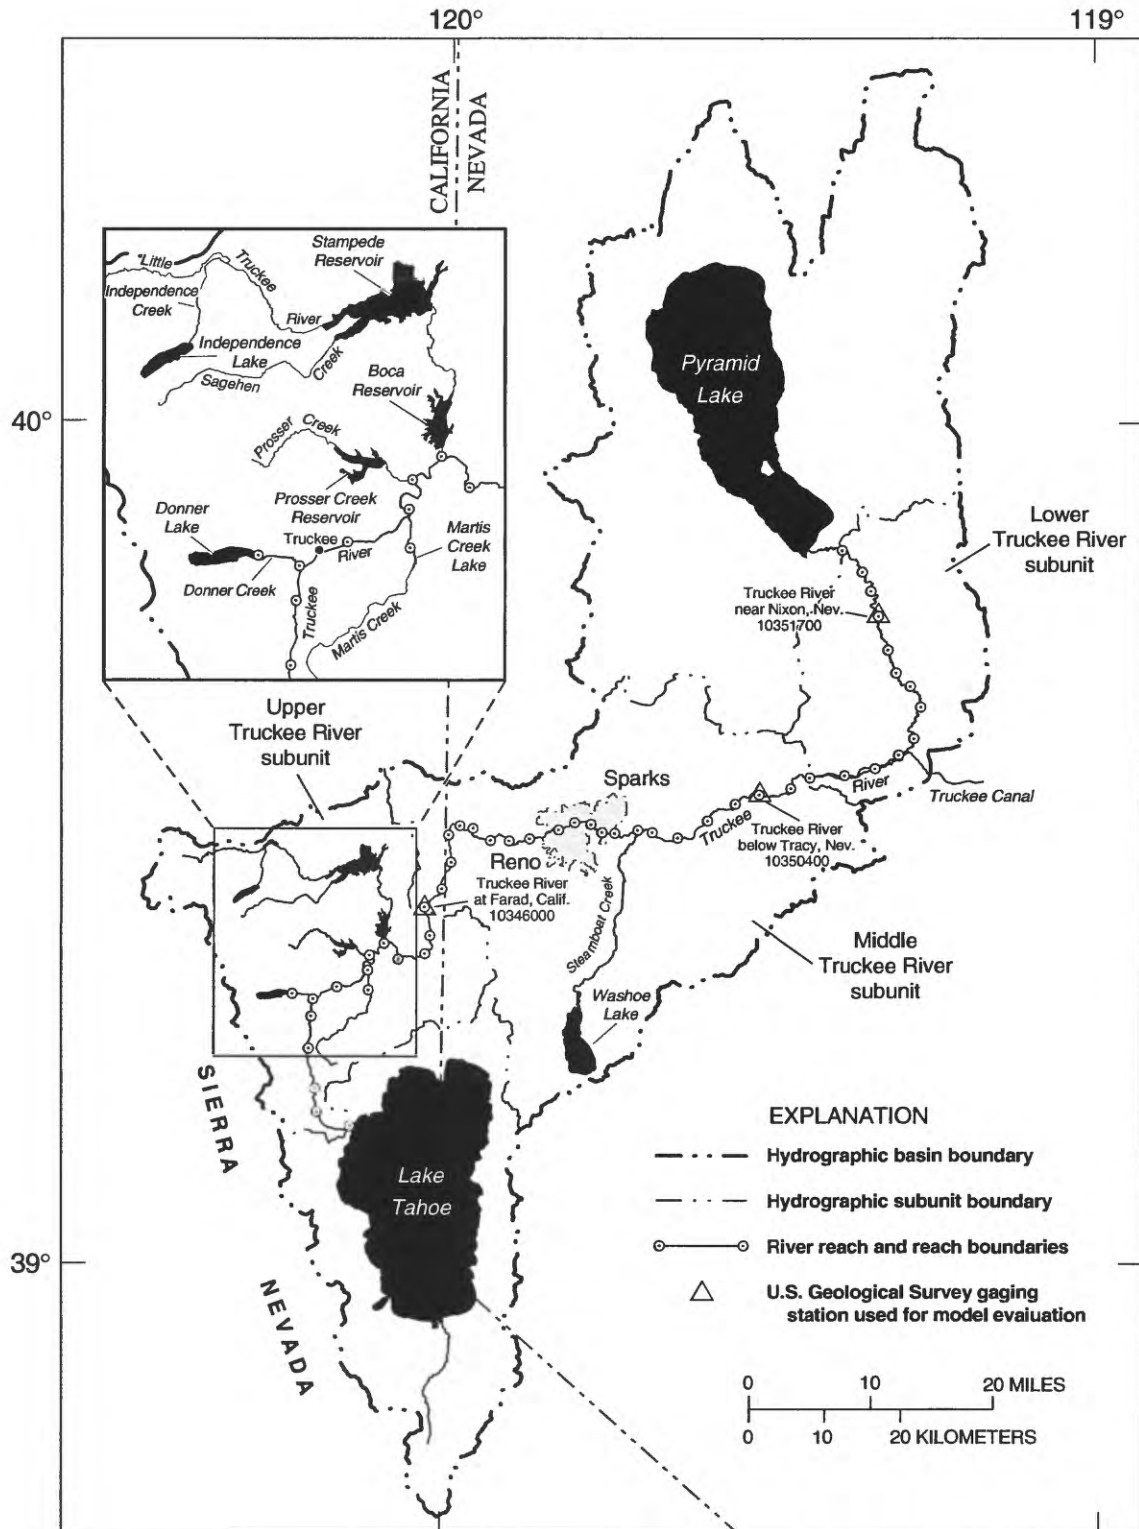 120°
119°
CALIFORNIA
NEVADA
Stampede
Reservoir
Little
Truckee
River
Independence
Creek
Independence
Lake
Sagehen
Creek
Boca
Reservoir
Prosser Creek
Prosser Creek
Reservoir
Donner
Lake
Truckee
River
Martis
Creek
Lake
Donner Creek
Truckee
Martis Creek
40°
Pyramid
Lake
Lower
Truckee River
subunit
Truckee River
near Nixon, Nev.
10351700
Upper
Truckee River
subunit
Sparks
Truckee
River
Truckee Canal
Truckee River
below Tracy, Nev.
10350400
Reno
Truckee River
at Farad, Calif.
10346000
Steamboat Creek
Middle
Truckee River
subunit
Washoe
Lake
SIERRA
NEVADA
Lake
Tahoe
39°
EXPLANATION
Hydrographic basin boundary
Hydrographic subunit boundary
River reach and reach boundaries
U.S. Geological Survey gaging
station used for model evaluation
0 10 20 MILES
0 10 20 KILOMETERS